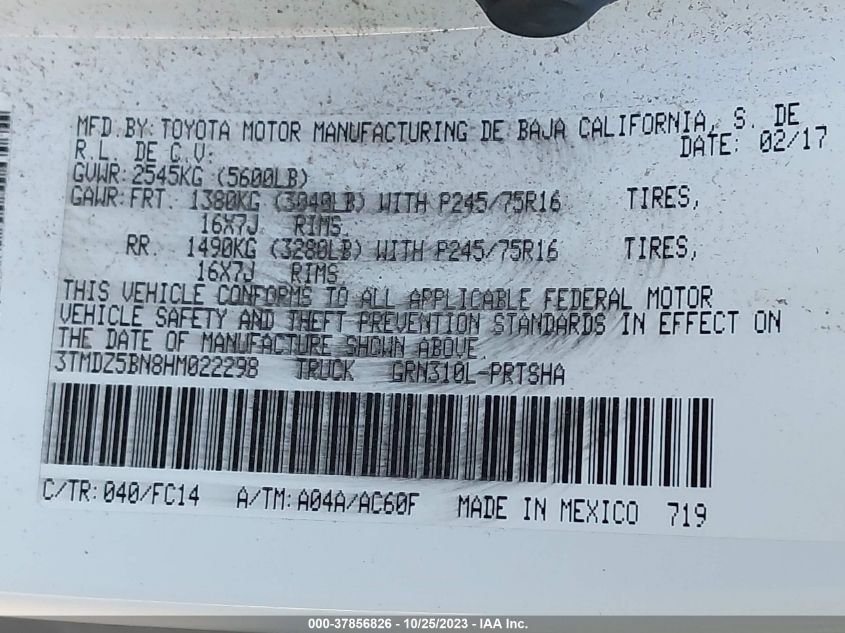 MFD.BY: TOYOTA MOTOR MANUFACTURING DE BAJA CALIFORNIA, S. DE
R.L. DE C.V. DATE: 02/17
GVWR: 2545KG (5600LB)
GAWR: FRT. 1380KG (3040LB) WITH P245/75R16 TIRES,
16X7J RIMS.
RR. 1490KG (3280LB) WITH P245/75R16 TIRES,
16X7J RIMS
THIS VEHICLE CONFORMS TO ALL APPLICABLE FEDERAL MOTOR
VEHICLE SAFETY AND THEFT PREVENTION STANDARDS IN EFFECT ON
THE DATE OF MANUFACTURE SHOWN ABOVE.
3TMDZ5BN8HM022298 TRUCK GRN310L-PRTSHA
C/TR: 040/FC14 A/TM: A04A/AC60F MADE IN MEXICO 719
000-37856826 - 10/25/2023 - IAA Inc.